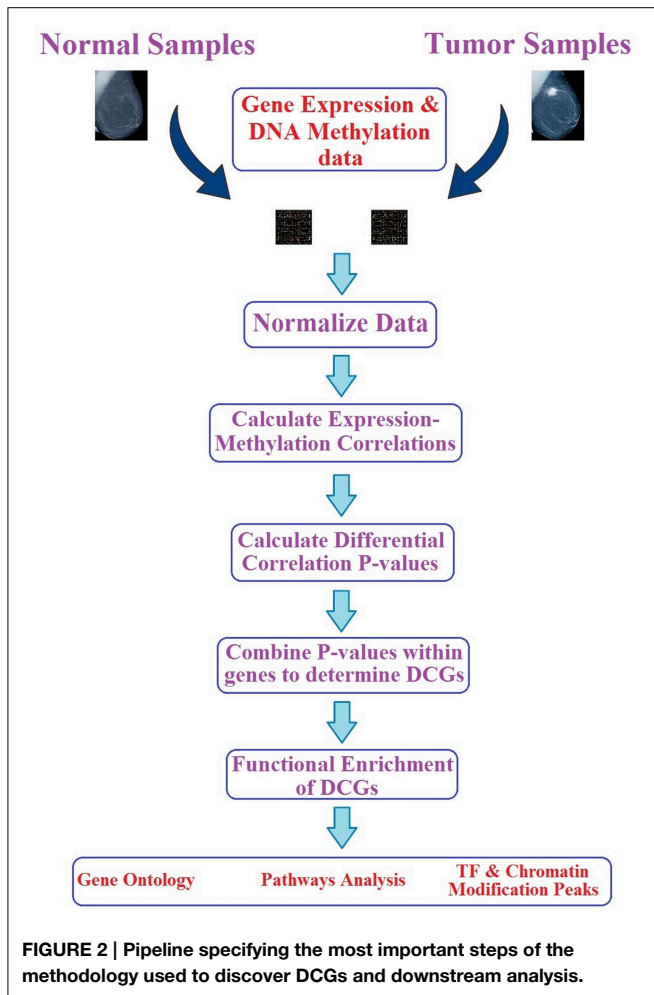 Normal Samples
Tumor Samples
Gene Expression &
DNA Methylation
data
Normalize Data
Calculate Expression-
Methylation Correlations
Calculate Differential
Correlation P-values
Combine P-values within
genes to determine DCGs
Functional Enrichment
of DCGs
Gene Ontology
Pathways Analysis
TF & Chromatin
Modification Peaks
FIGURE 2 | Pipeline specifying the most important steps of the
methodology used to discover DCGs and downstream analysis.